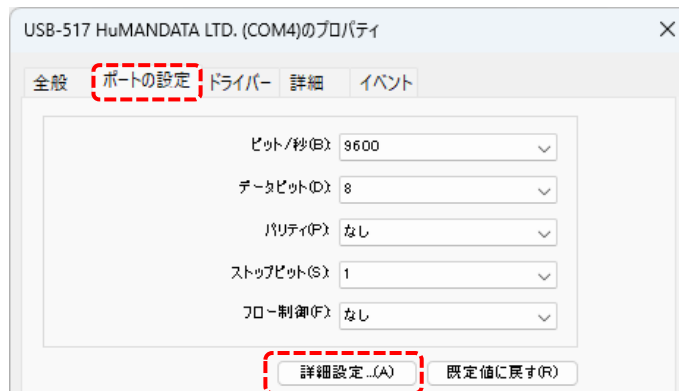 USB-517 HuMANDATA LTD. (COM4)のプロパティ
全般 ポートの設定 ドライバー 詳細 イベント
ビット/秒(B): 9600
データビット(D): 8
パリティ(P): なし
ストップビット(S): 1
フロー制御(F): なし
詳細設定...(A) 既定値に戻す(R)